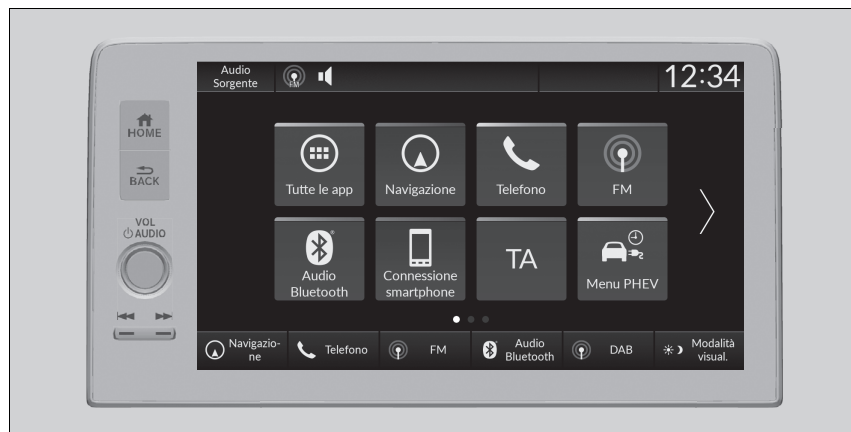 Audio
Sorgente
FM
12:34
HOME
BACK
VOL
AUDIO
Tutte le app
Navigazione
Telefono
FM
Audio
Bluetooth
Connessione
smartphone
TA
Menu PHEV
Navigazio-
ne
Telefono
FM
Audio
Bluetooth
DAB
Modalità
visual.